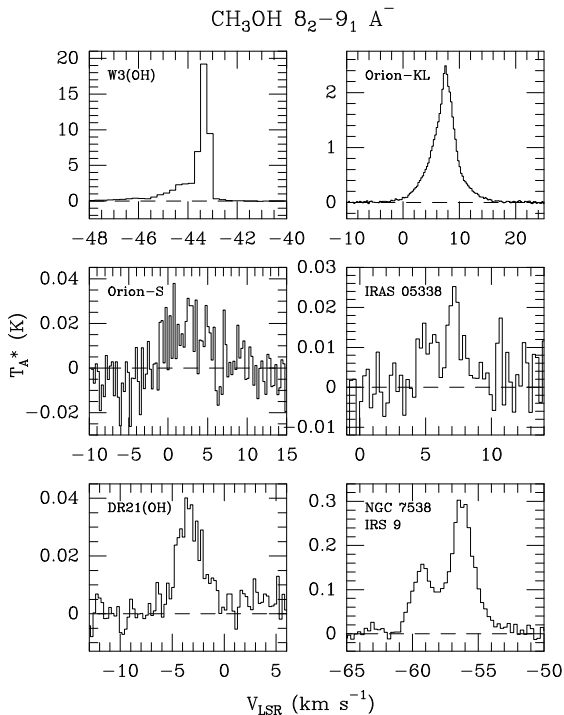 CH₃OH 8₂−9₁ A⁻
W3(OH)
20
15
10
5
0
−48 −46 −44 −42 −40
Orion−KL
2
1
0
−10 0 10 20
T_A* (K)
Orion−S
0.04
0.02
0
−0.02
−10 −5 0 5 10 15
IRAS 05338
0.03
0.02
0.01
0
−0.01
0 5 10
DR21(OH)
0.04
0.02
0
−10 −5 0 5
NGC 7538
IRS 9
0.3
0.2
0.1
0
−65 −60 −55 −50
V_LSR (km s⁻¹)